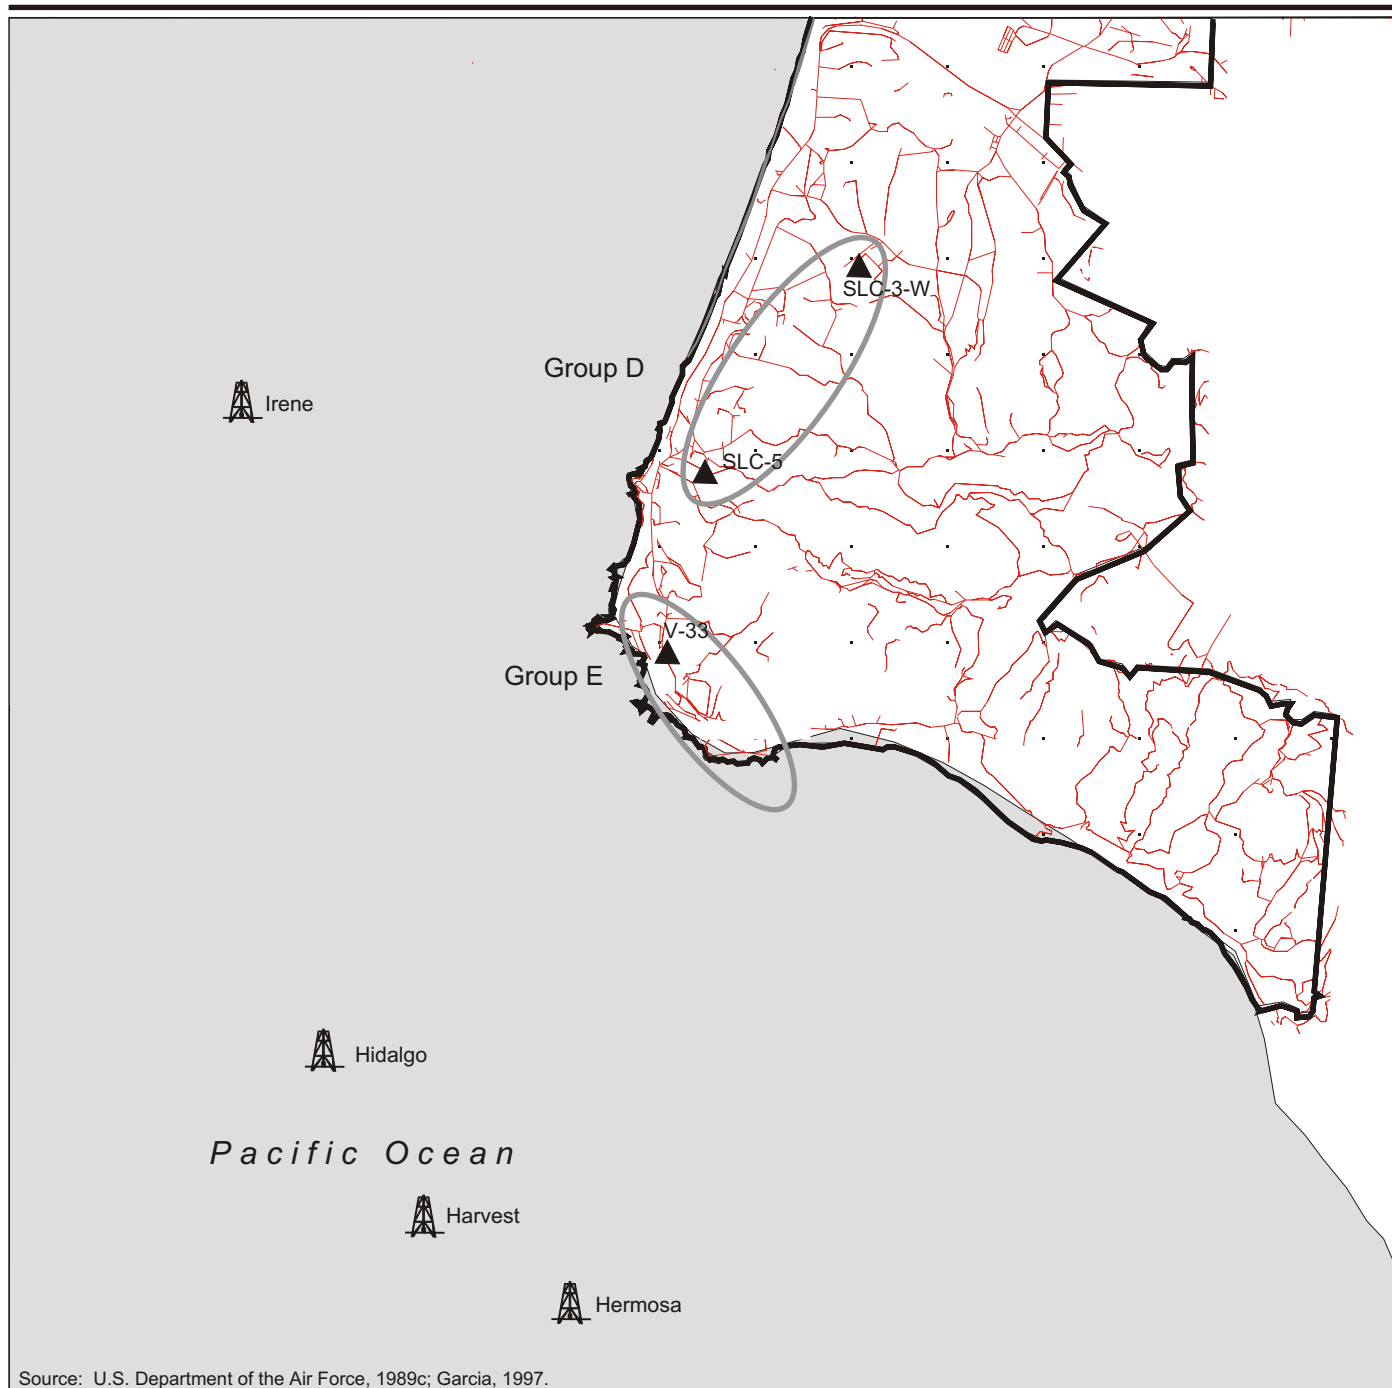 SLC-3-W
Group D
Irene
SLC-5
V-33
Group E
Hidalgo
Pacific Ocean
Harvest
Hermosa
Source: U.S. Department of the Air Force, 1989c; Garcia, 1997.